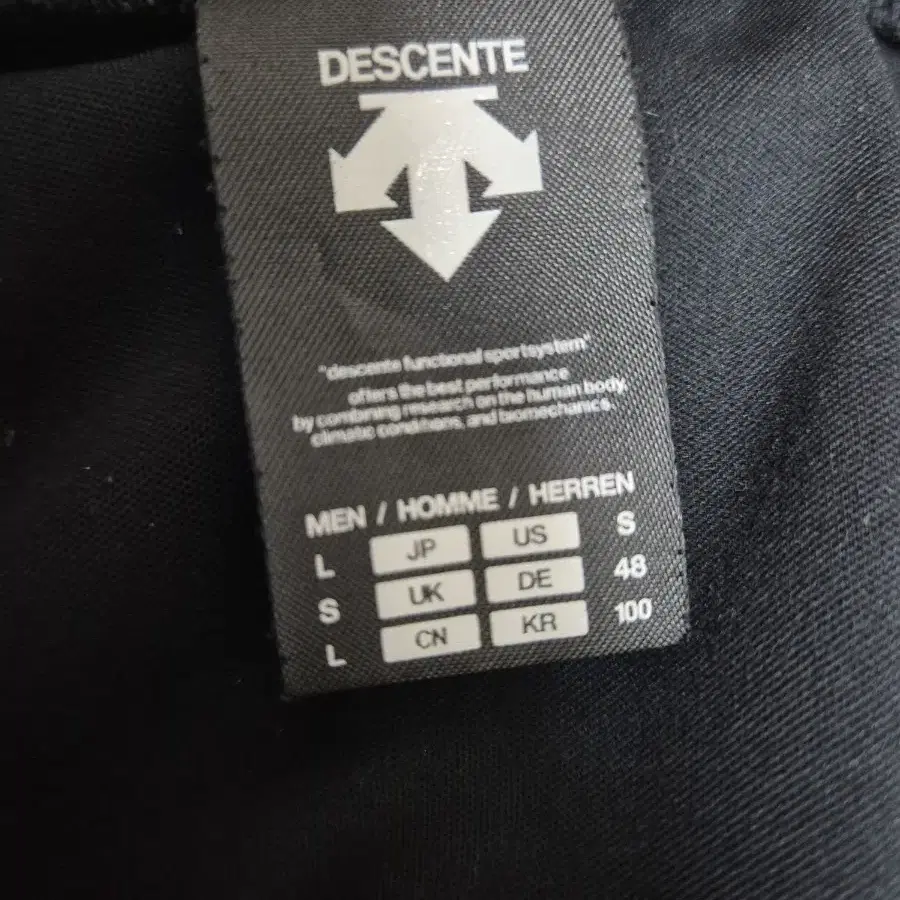 DESCENTE
"descente functional sportsystem"
offers the best performance
by combining research on the human body,
climatic conditions, and biomechanics.
MEN / HOMME / HERREN
L JP US S
S UK DE 48
L CN KR 100